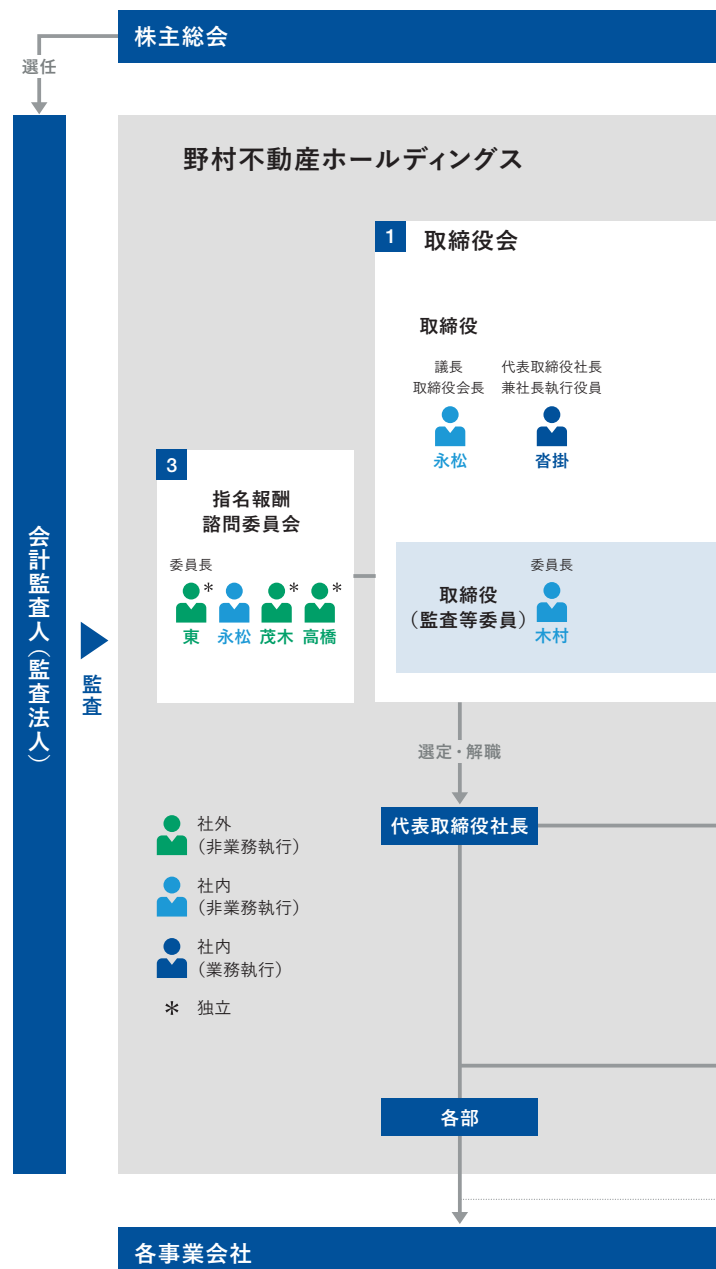 株主総会
選任
会計監査人（監査法人）
監査
野村不動産ホールディングス
1 取締役会
取締役
議長
取締役会長
永松
代表取締役社長
兼社長執行役員
沓掛
取締役
（監査等委員）
委員長
木村
3
指名報酬
諮問委員会
委員長
＊ ＊ ＊
東 永松 茂木 高橋
選定・解職
代表取締役社長
社外
（非業務執行）
社内
（非業務執行）
社内
（業務執行）
＊ 独立
各部
各事業会社